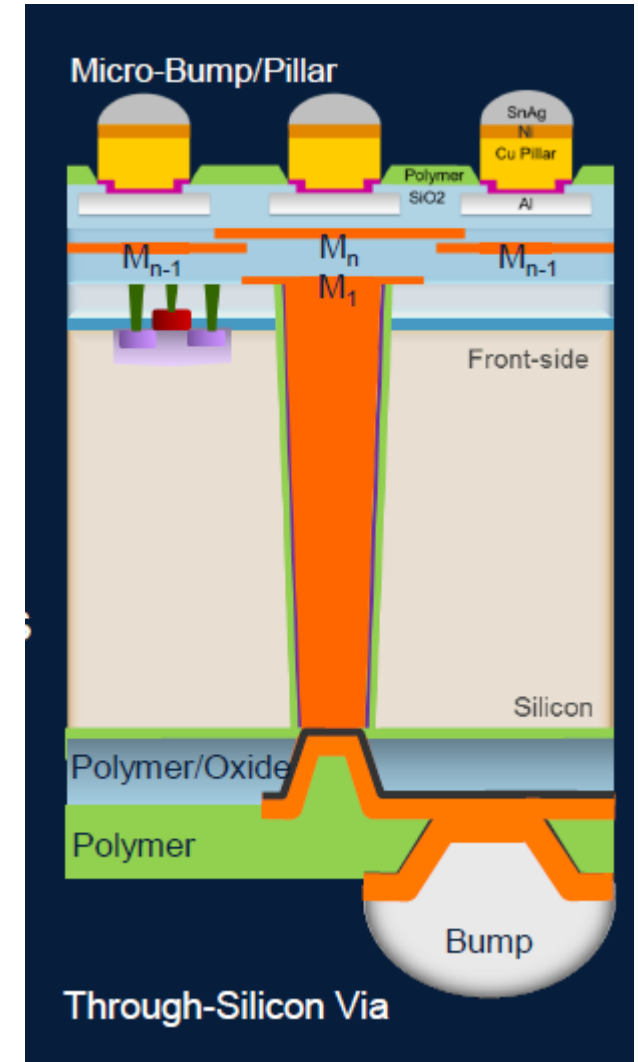 Micro-Bump/Pillar
SnAg
Ni
Cu Pillar
Polymer
SiO2
Al
Mn-1
Mn
Mn-1
M1
Front-side
s
Silicon
Polymer/Oxide
Polymer
Bump
Through-Silicon Via